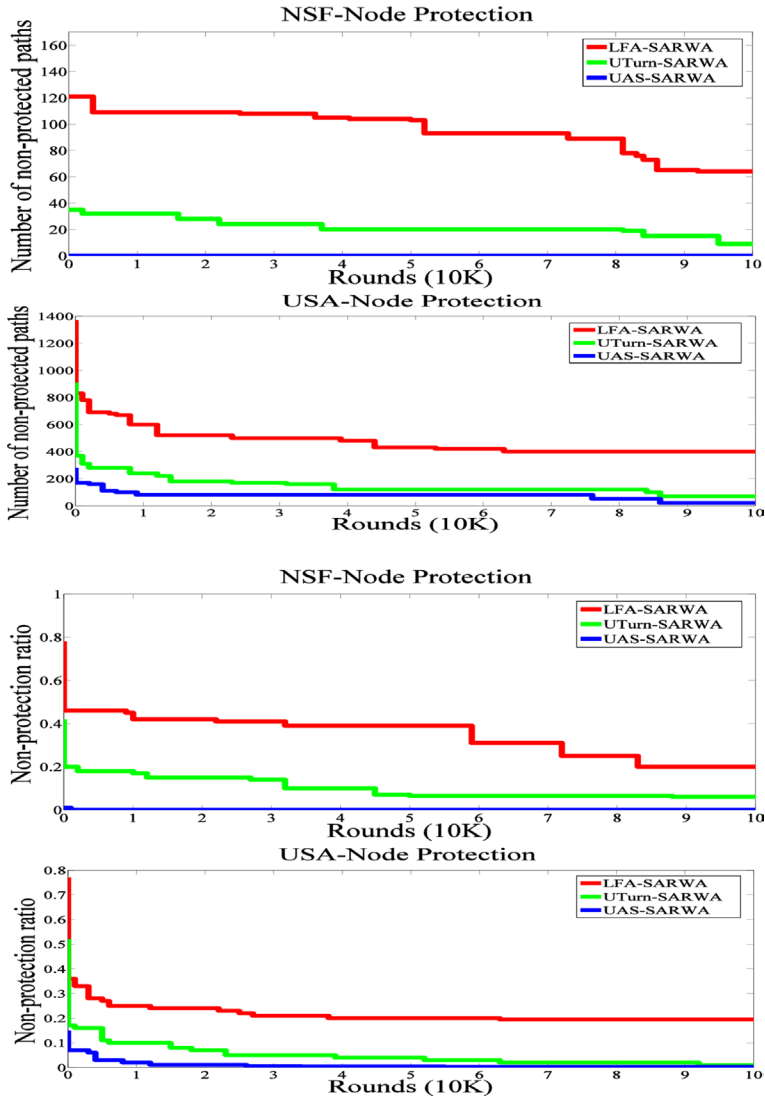 NSF-Node Protection
Number of non-protected paths
160
140
120
100
80
60
40
20
0
LFA-SARWA
UTurn-SARWA
UAS-SARWA
0 1 2 3 4 5 6 7 8 9 10
Rounds (10K)
USA-Node Protection
Number of non-protected paths
1400
1200
1000
780
600
400
200
0
LFA-SARWA
UTurn-SARWA
UAS-SARWA
0 1 2 3 4 5 6 7 8 9 10
Rounds (10K)
NSF-Node Protection
Non-protection ratio
1
0.8
0.6
0.4
0.2
0
LFA-SARWA
UTurn-SARWA
UAS-SARWA
0 1 2 3 4 5 6 7 8 9 10
Rounds (10K)
USA-Node Protection
Non-protection ratio
0.8
0.7
0.6
0.5
0.4
0.3
0.2
0.1
0
LFA-SARWA
UTurn-SARWA
UAS-SARWA
0 1 2 3 4 5 6 7 8 9 10
Rounds (10K)